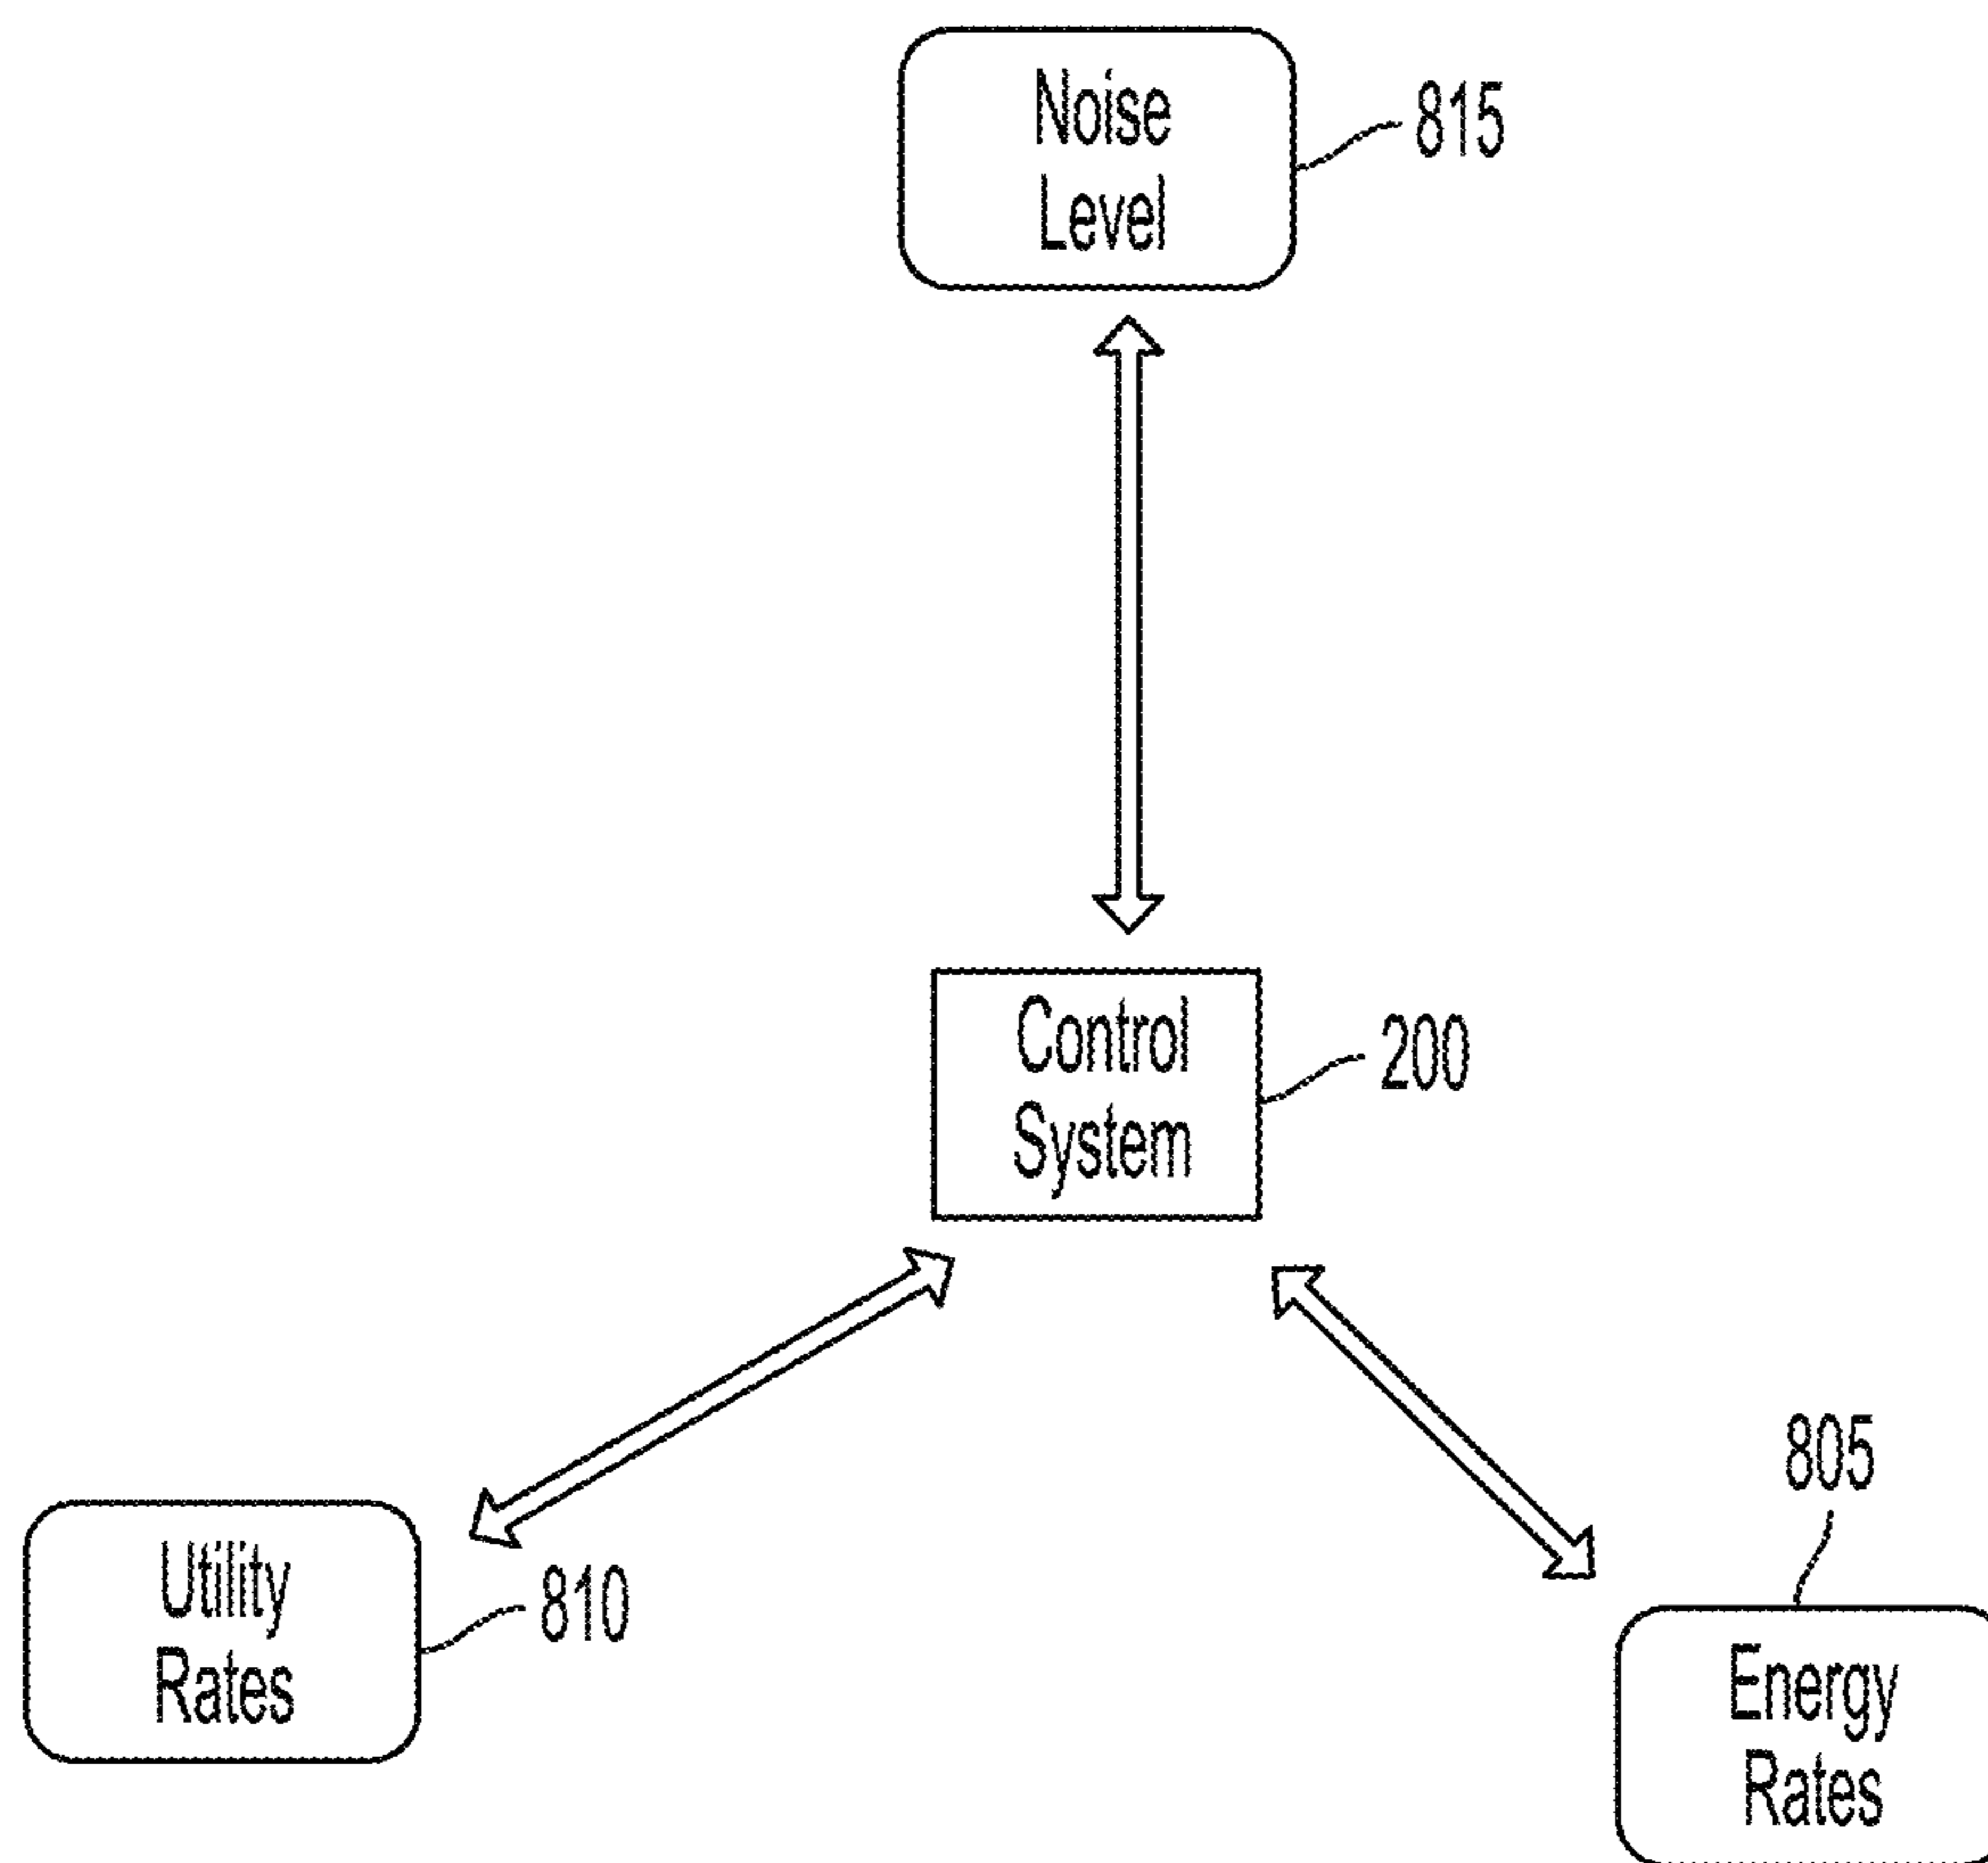 Noise
Level
815
Control
System
200
805
Utility
Rates
810
Energy
Rates